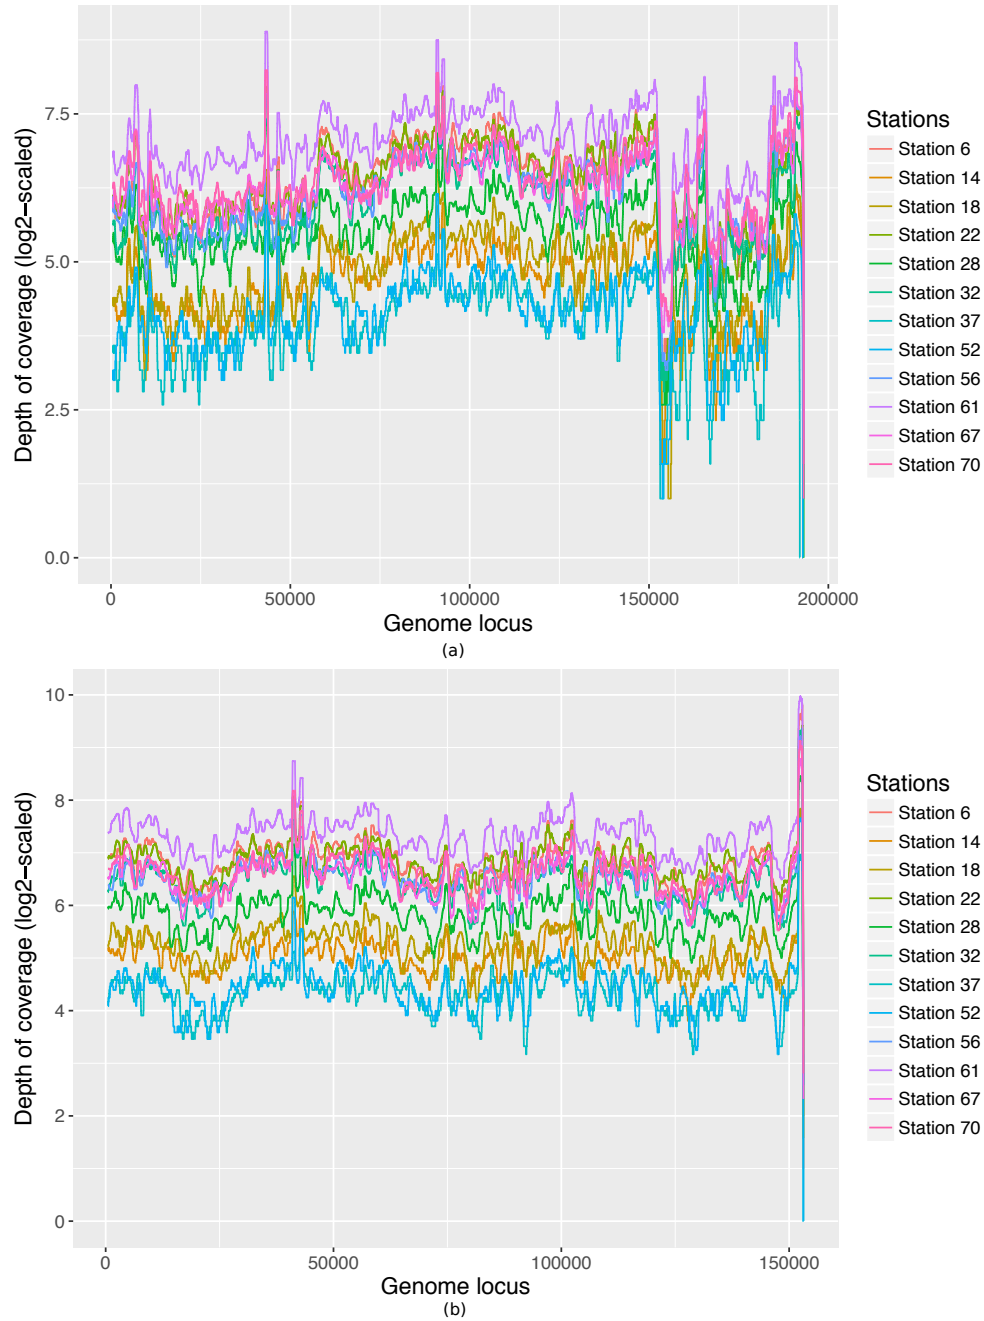 Depth of coverage (log2−scaled)
7.5
5.0
2.5
0.0
0
50000
100000
150000
200000
Genome locus
(a)
Stations
Station 6
Station 14
Station 18
Station 22
Station 28
Station 32
Station 37
Station 52
Station 56
Station 61
Station 67
Station 70
Depth of coverage (log2−scaled)
10
8
6
4
2
0
0
50000
100000
150000
Genome locus
(b)
Stations
Station 6
Station 14
Station 18
Station 22
Station 28
Station 32
Station 37
Station 52
Station 56
Station 61
Station 67
Station 70